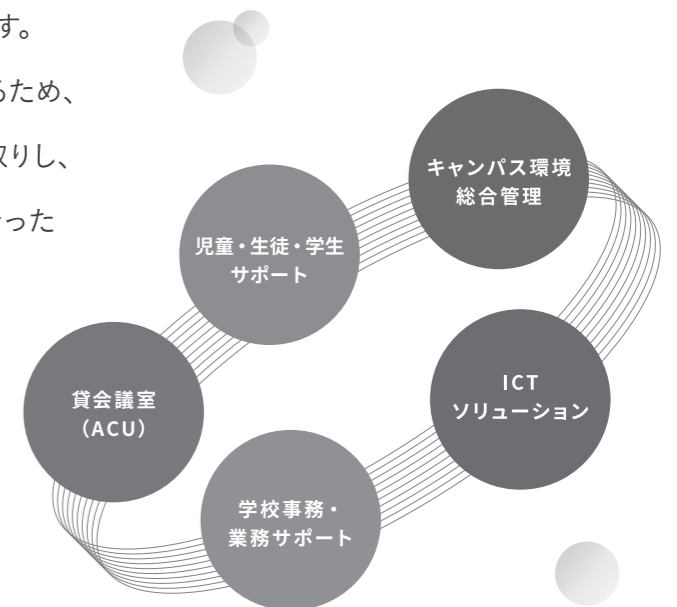 す。
るため、
取りし、
った
キャンパス環境
総合管理
児童・生徒・学生
サポート
ICT
ソリューション
貸会議室
（ACU）
学校事務・
業務サポート